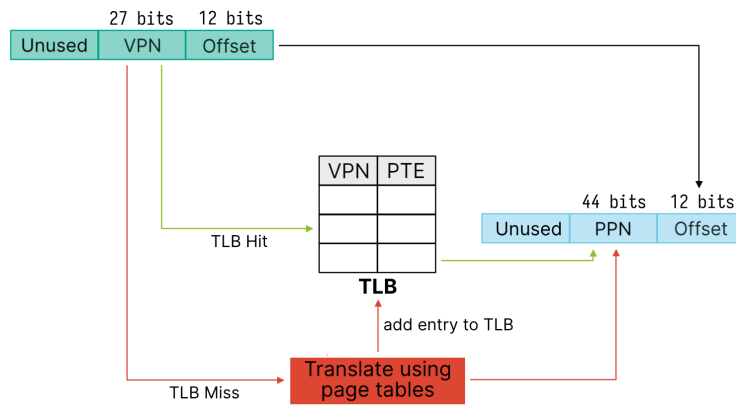 27 bits 12 bits
Unused VPN Offset
VPN PTE
44 bits 12 bits
Unused PPN Offset
TLB Hit
TLB
add entry to TLB
Translate using
page tables
TLB Miss